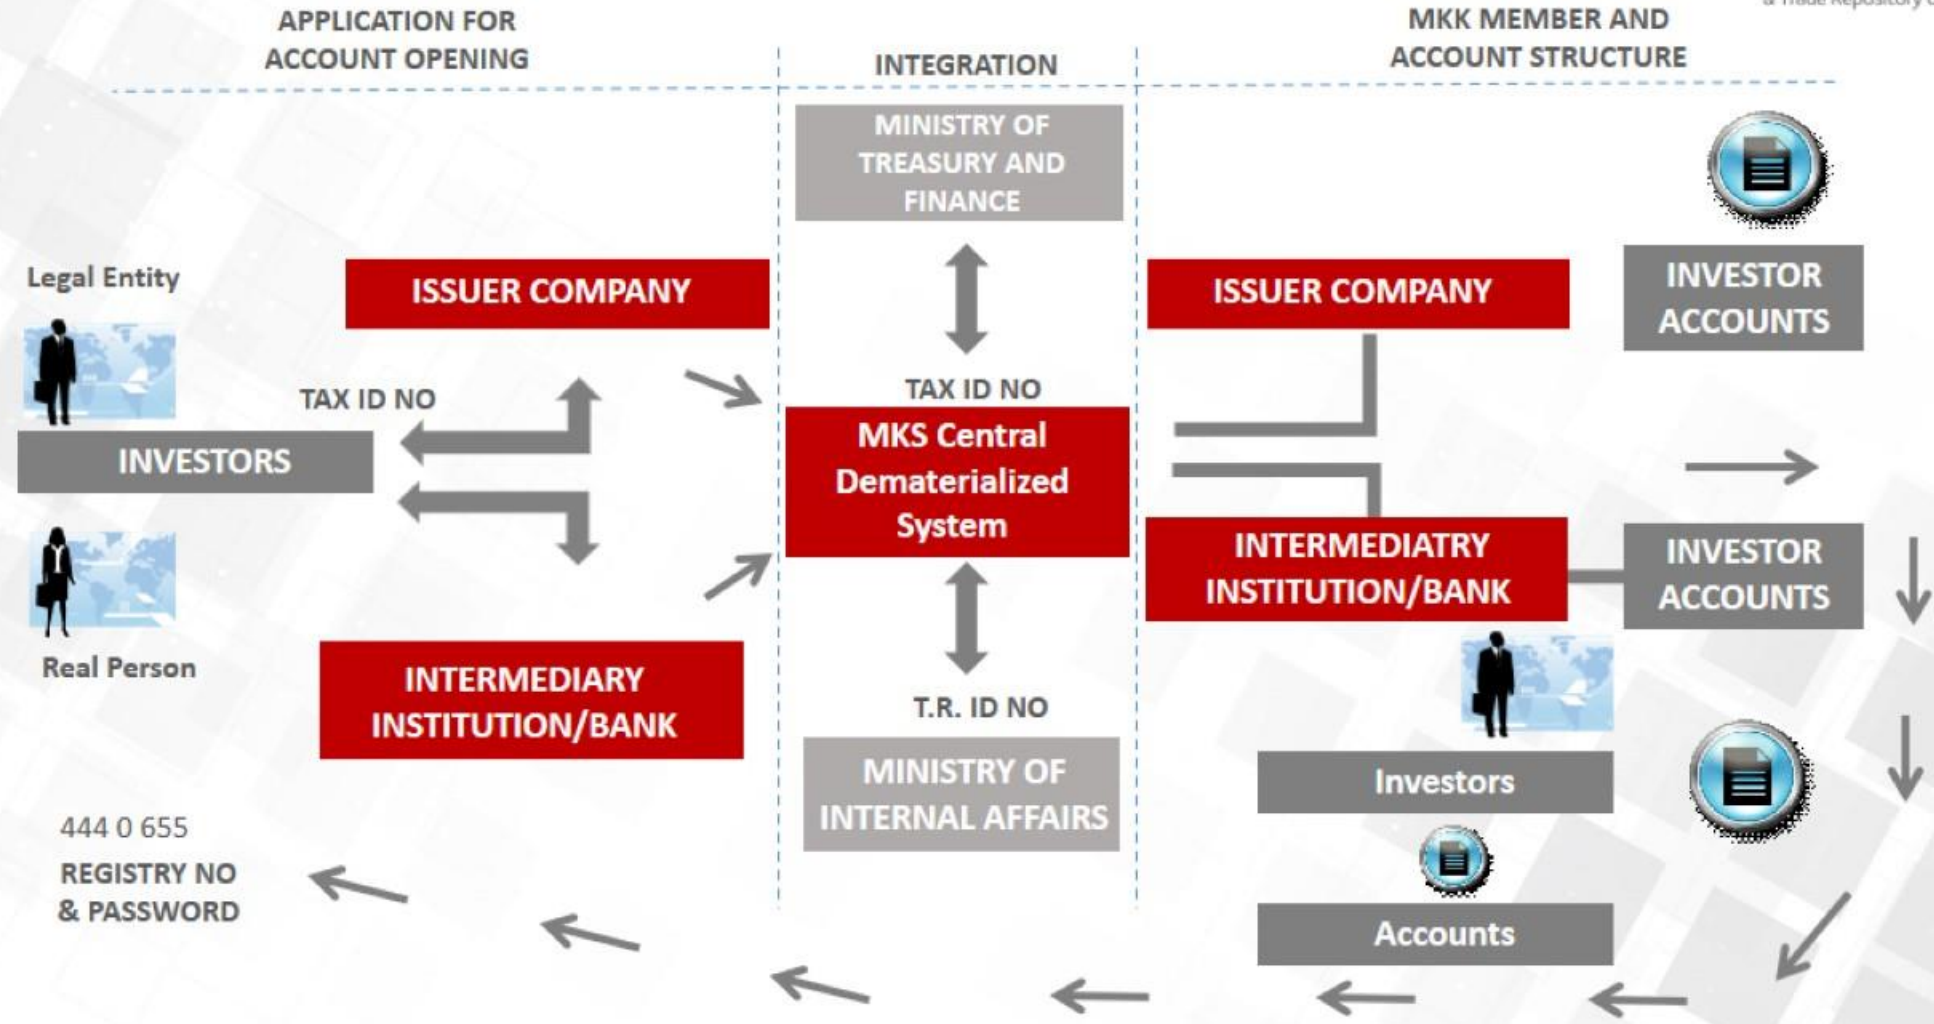 & Trade Repository
APPLICATION FOR
ACCOUNT OPENING
INTEGRATION
MKK MEMBER AND
ACCOUNT STRUCTURE
MINISTRY OF
TREASURY AND
FINANCE
Legal Entity
ISSUER COMPANY
ISSUER COMPANY
INVESTOR
ACCOUNTS
TAX ID NO
TAX ID NO
INVESTORS
MKS Central
Dematerialized
System
INTERMEDIATRY
INSTITUTION/BANK
INVESTOR
ACCOUNTS
Real Person
INTERMEDIARY
INSTITUTION/BANK
T.R. ID NO
MINISTRY OF
INTERNAL AFFAIRS
Investors
444 0 655
REGISTRY NO
& PASSWORD
Accounts